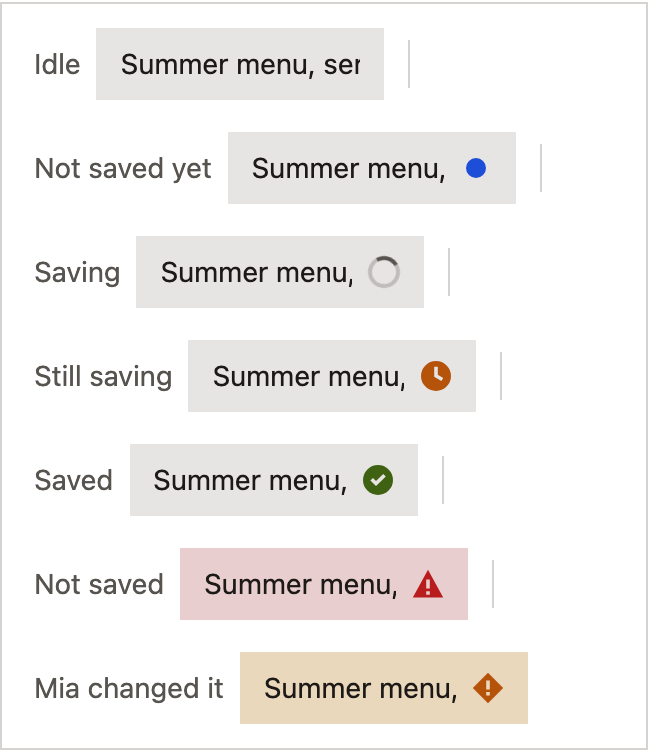 Idle Summer menu, ser
Not saved yet Summer menu,
Saving Summer menu,
Still saving Summer menu,
Saved Summer menu,
Not saved Summer menu,
Mia changed it Summer menu,